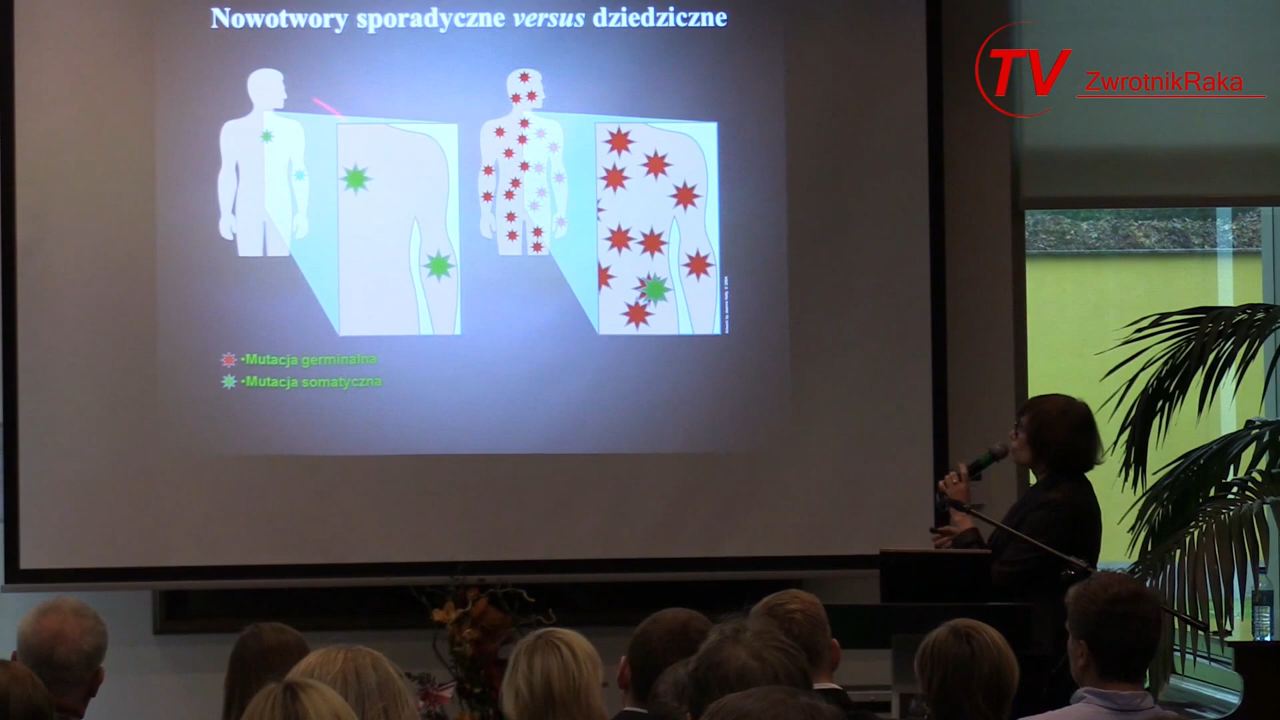 Nowotwory sporadyczne versus dziedziczne
TV ZwrotnikRaka
•Mutacja germinalna
•Mutacja somatyczna